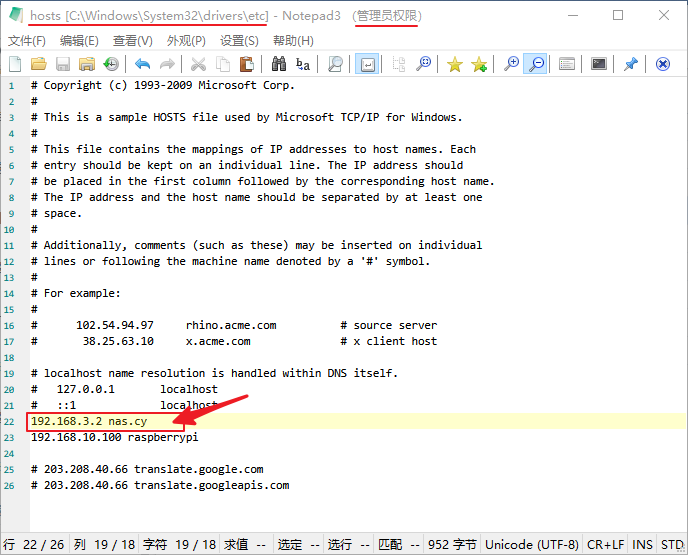 hosts [C:\Windows\System32\drivers\etc] - Notepad3 (管理员权限)
文件(F) 编辑(E) 查看(V) 外观(P) 设置(S) 帮助(H)
1 # Copyright (c) 1993-2009 Microsoft Corp.
2 #
3 # This is a sample HOSTS file used by Microsoft TCP/IP for Windows.
4 #
5 # This file contains the mappings of IP addresses to host names. Each
6 # entry should be kept on an individual line. The IP address should
7 # be placed in the first column followed by the corresponding host name.
8 # The IP address and the host name should be separated by at least one
9 # space.
10 #
11 # Additionally, comments (such as these) may be inserted on individual
12 # lines or following the machine name denoted by a '#' symbol.
13 #
14 # For example:
15 #
16 #      102.54.94.97     rhino.acme.com          # source server
17 #       38.25.63.10     x.acme.com              # x client host
18
19 # localhost name resolution is handled within DNS itself.
20 #   127.0.0.1       localhost
21 #   ::1             localhost
22 192.168.3.2 nas.cy
23 192.168.10.100 raspberrypi
24
25 # 203.208.40.66 translate.google.com
26 # 203.208.40.66 translate.googleapis.com
行 22 / 26 列 19 / 18 字符 19 / 18 求值 -- 选定 -- 选行 -- 匹配 -- 952 字节 Unicode (UTF-8) CR+LF INS STD